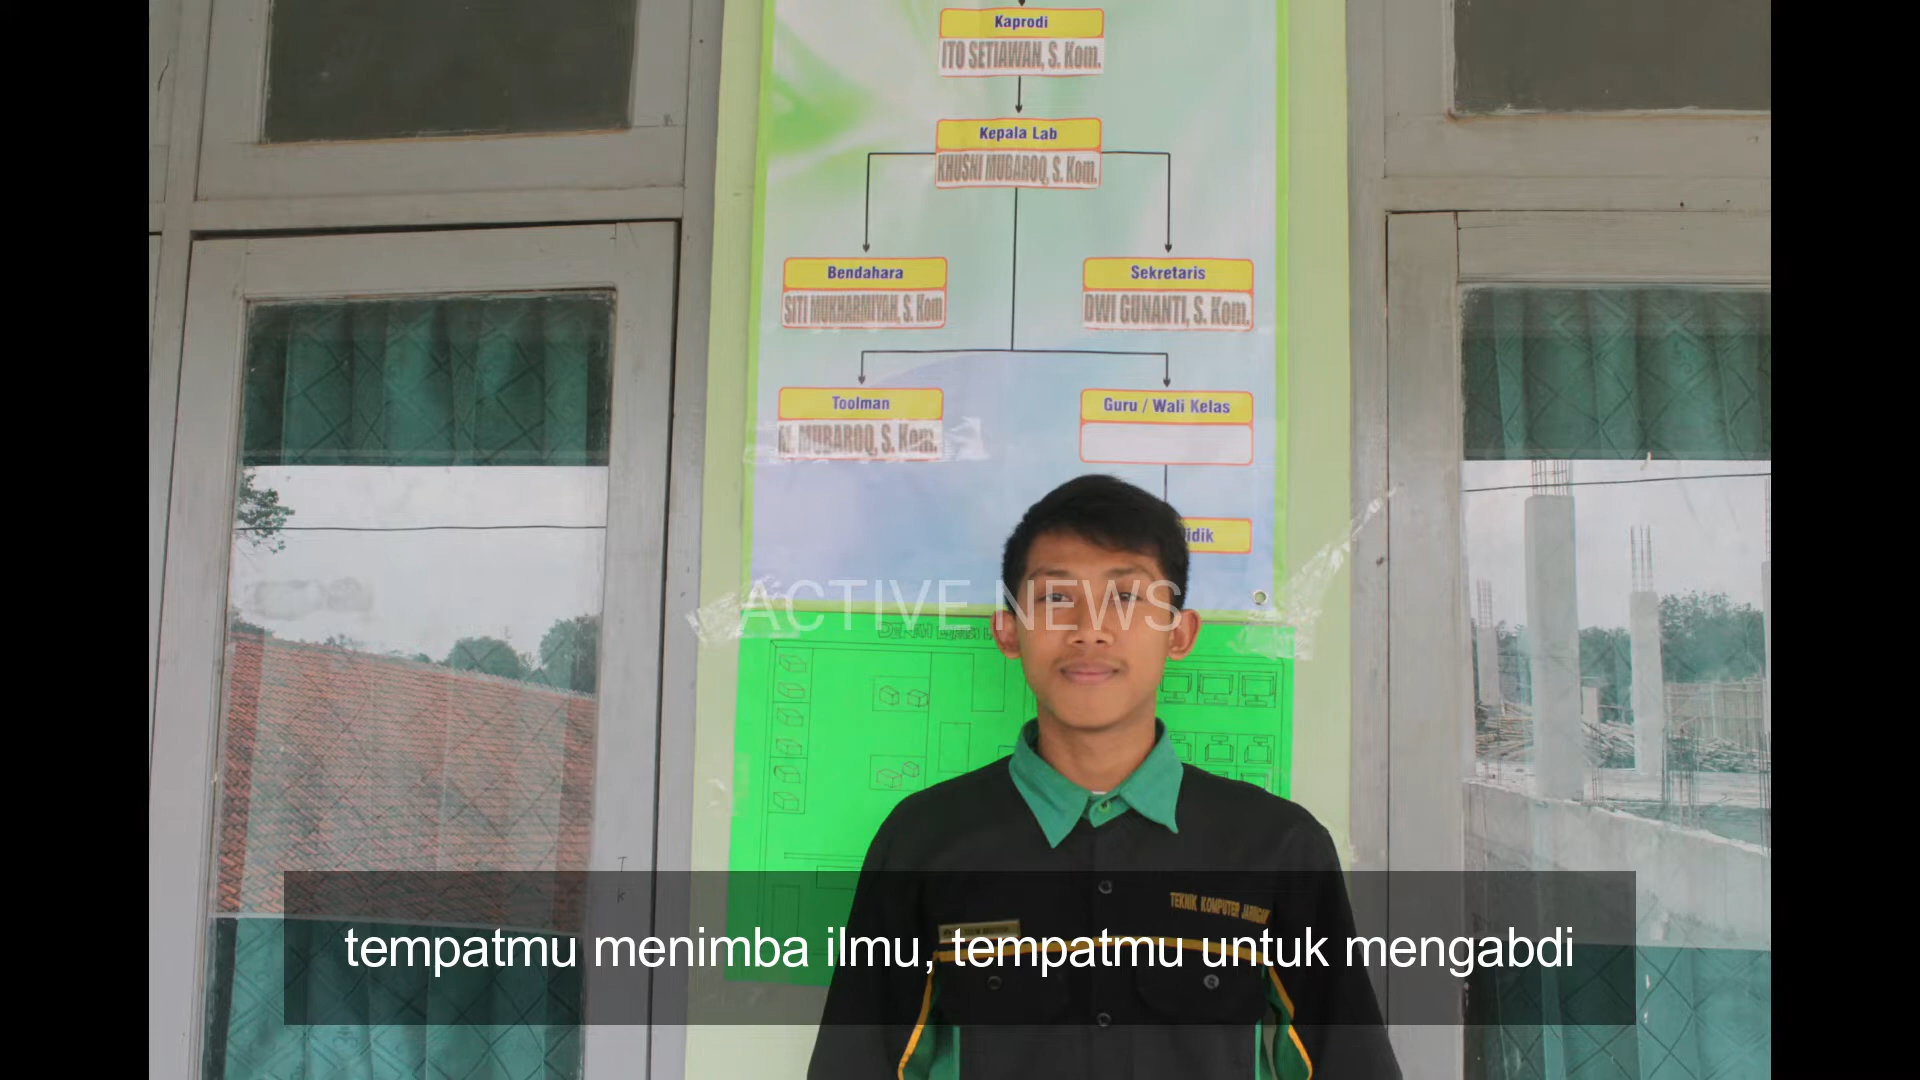 Kaprodi
ITO SETIAWAN, S. Kom.
Kepala Lab
KHUSNI MUBAROQ, S. Kom.
Bendahara
Sekretaris
SITI MUKHARMIYAH, S. Kom
DWI GUNANTI, S. Kom.
Toolman
Guru / Wali Kelas
K. MUBAROQ, S. Kom.
idik
ACTIVE NEWS
TEKNIK KOMPUTER JARINGAN
tempatmu menimba ilmu, tempatmu untuk mengabdi